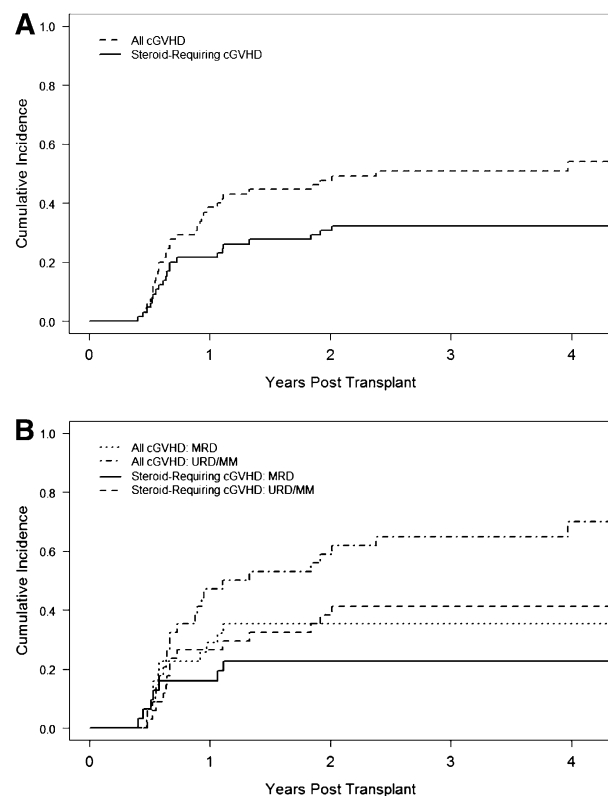 A
All cGVHD
Steroid-Requiring cGVHD
Cumulative Incidence
1.0
0.8
0.6
0.4
0.2
0.0
0 1 2 3 4
Years Post Transplant
B
All cGVHD: MRD
All cGVHD: URD/MM
Steroid-Requiring cGVHD: MRD
Steroid-Requiring cGVHD: URD/MM
Cumulative Incidence
1.0
0.8
0.6
0.4
0.2
0.0
0 1 2 3 4
Years Post Transplant